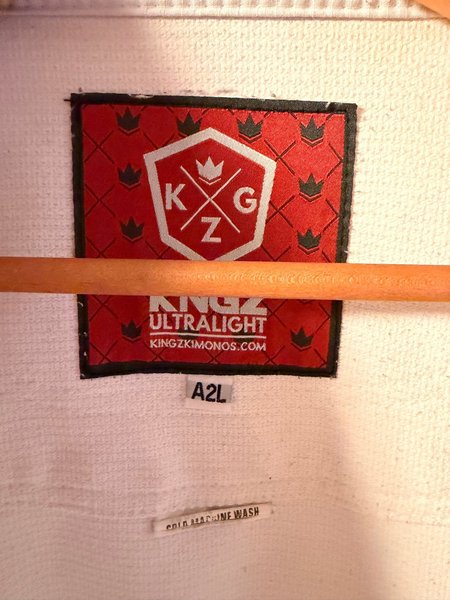 K G
Z
KINGZ
ULTRALIGHT
KINGZKIMONOS.COM
A2L
COLD MACHINE WASH